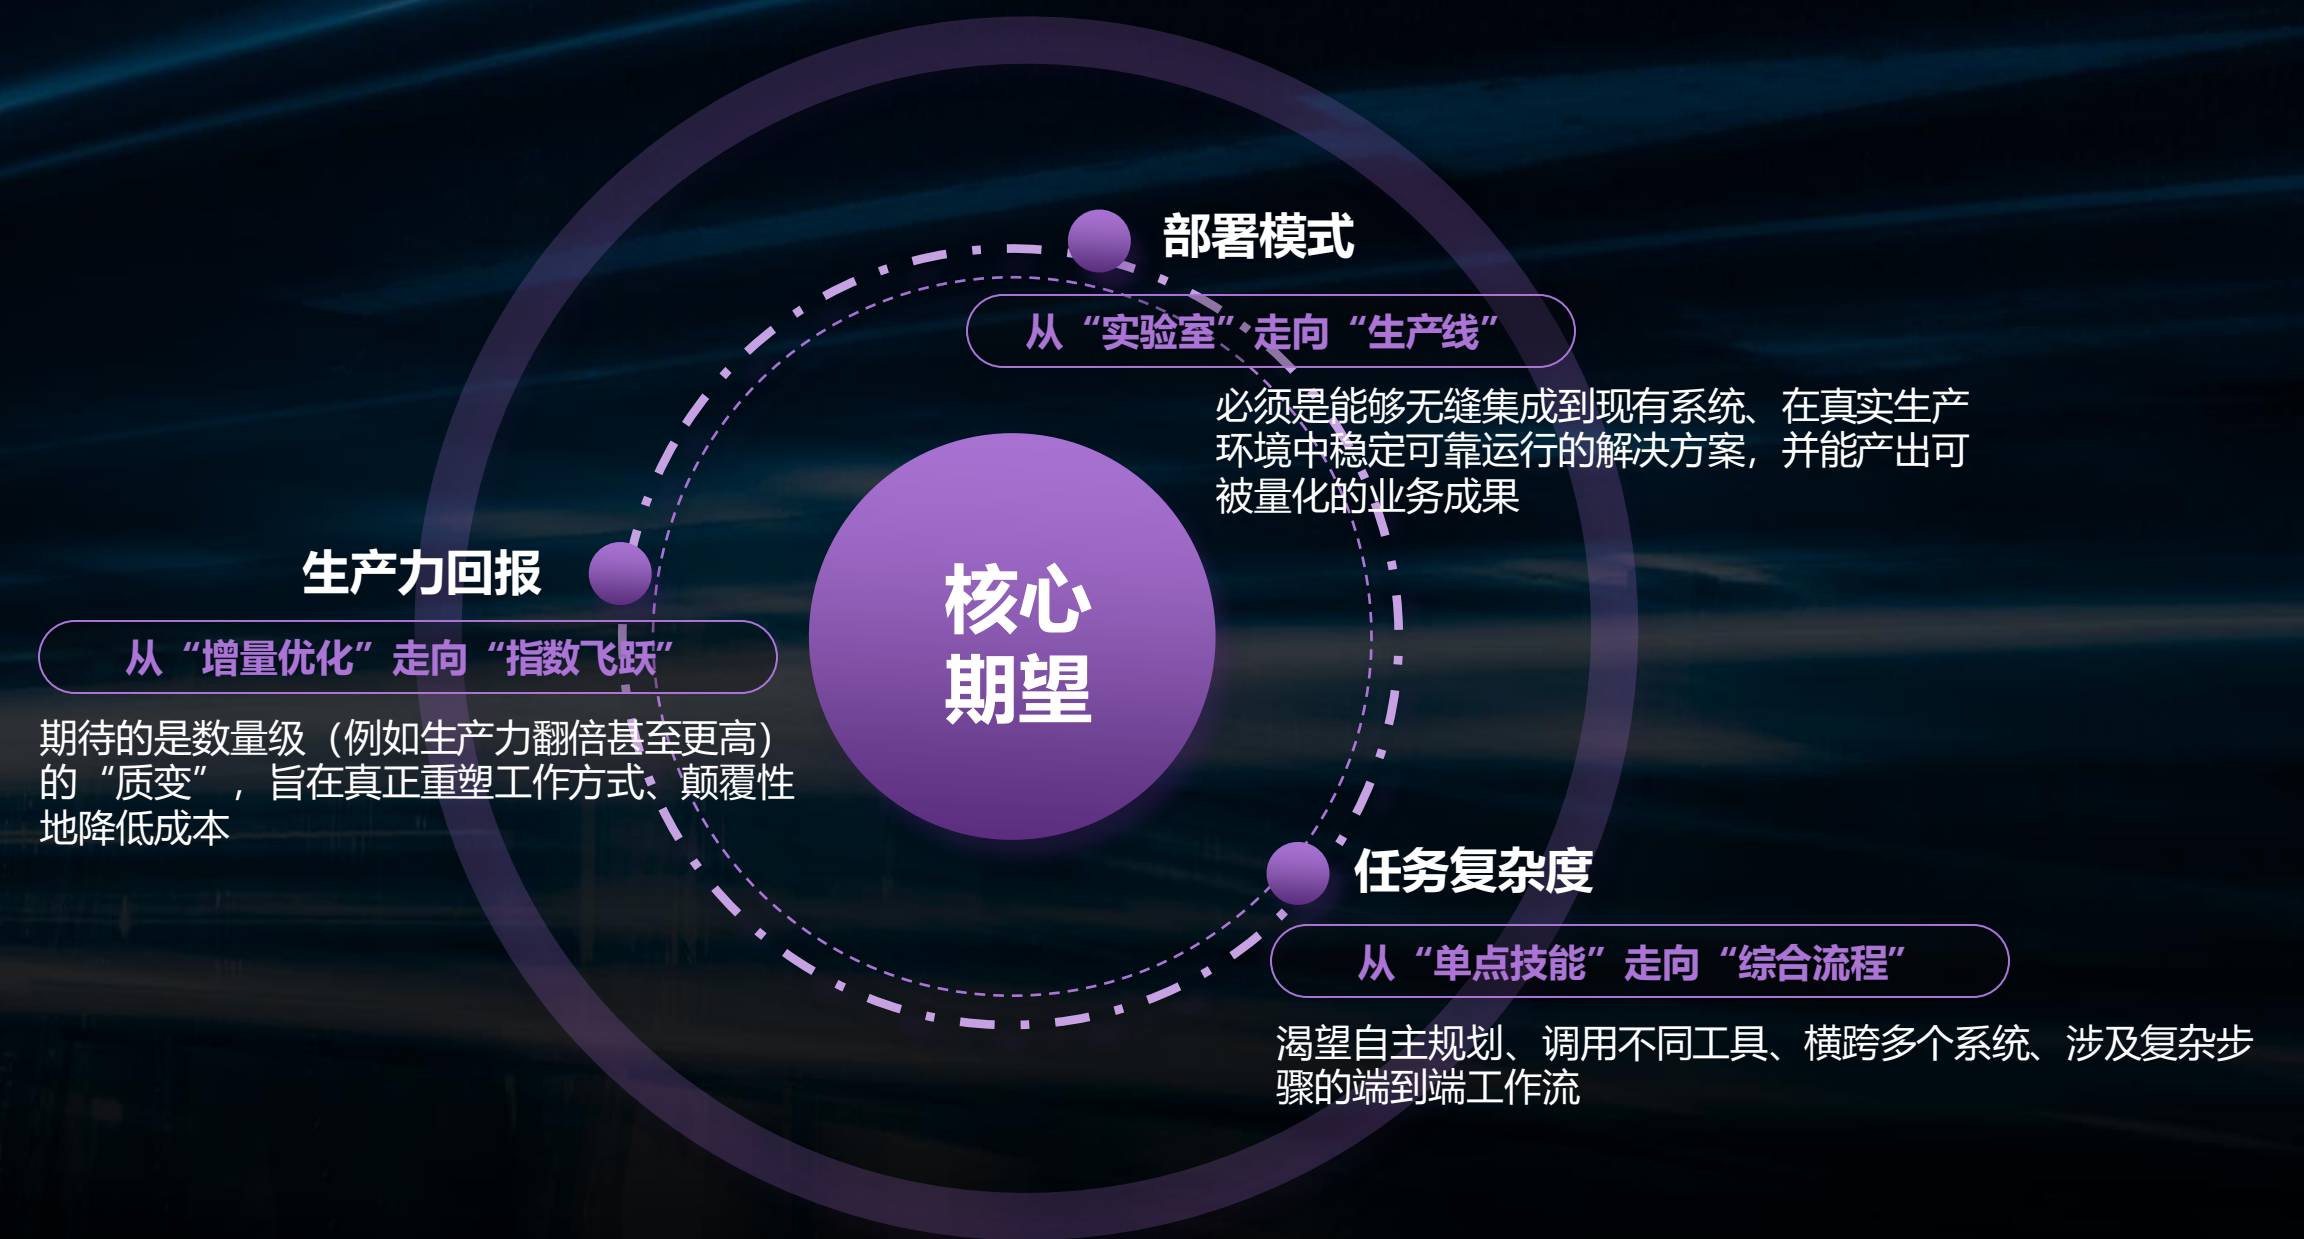 部署模式
从“实验室”走向“生产线”
必须是能够无缝集成到现有系统、在真实生产
环境中稳定可靠运行的解决方案，并能产出可
被量化的业务成果
核心
期望
生产力回报
从“增量优化”走向“指数飞跃”
期待的是数量级（例如生产力翻倍甚至更高）
的“质变”，旨在真正重塑工作方式、颠覆性
地降低成本
任务复杂度
从“单点技能”走向“综合流程”
渴望自主规划、调用不同工具、横跨多个系统、涉及复杂步
骤的端到端工作流